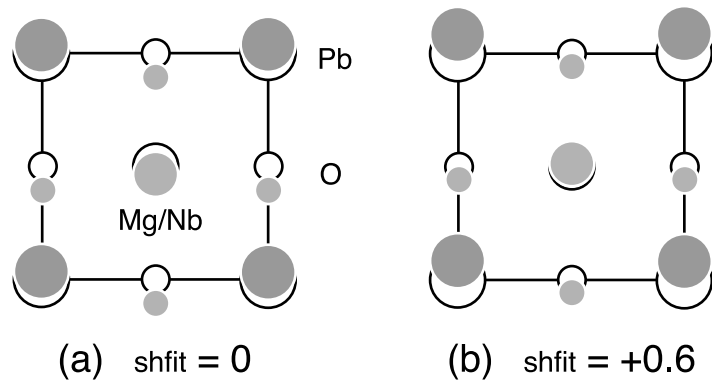 Pb
O
Mg/Nb
(a) shfit = 0
(b) shfit = +0.6